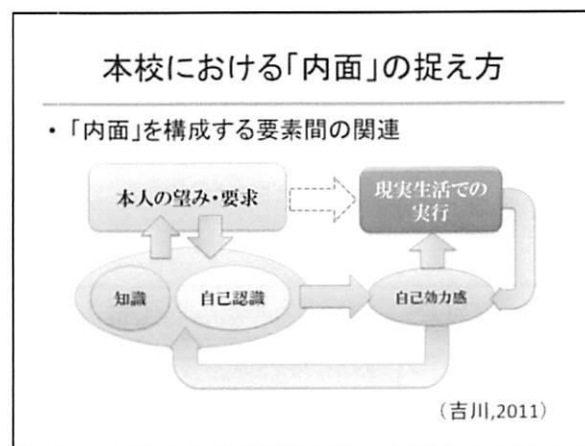 本校における「内面」の捉え方
・「内面」を構成する要素間の関連
本人の望み・要求
現実生活での
実行
知識
自己認識
自己効力感
(吉川,2011)